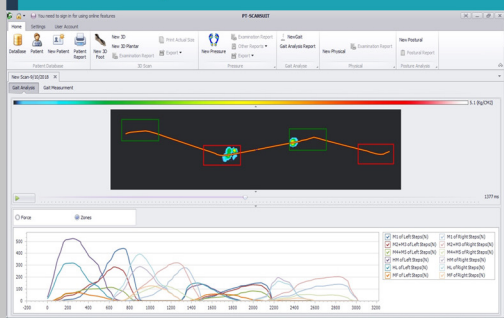 You need to sign in for using online features
PT-SCANSUIT
Home Settings User Account
DataBase
Patient
New Patient
Patient Report
Patient Database
New 3D Foot
New 3D
New 3D Plantar
Examination Report
Print Actual Size
Export
3D Scan
New Pressure
Examination Report
Other Reports
Export
Pressure
NewGait
Gait Analysis Report
Gait Analysis
New Physical
Examination Report
Physical
New Postural
Postural Report
Posture Analysis
New Scan-9/10/2018
Gait Analysis Gait Measurment
5.1 (Kg/CM2)
1377 ms
Force Zones
M1 of Left Steps(N) M1 of Right Steps(N)
M2+M3 of Left Steps(N) M2+M3 of Right Steps(N)
M4+M5 of Left Steps(N) M4+M5 of Right Steps(N)
MH of Left Steps(N) MH of Right Steps(N)
HL of Left Steps(N) HL of Right Steps(N)
MF of Left Steps(N) MF of Right Steps(N)
500
400
300
200
100
0
-200 0 200 400 600 800 1000 1200 1400 1600 1800 2000 2200 2400 2600 2800 3000 3200